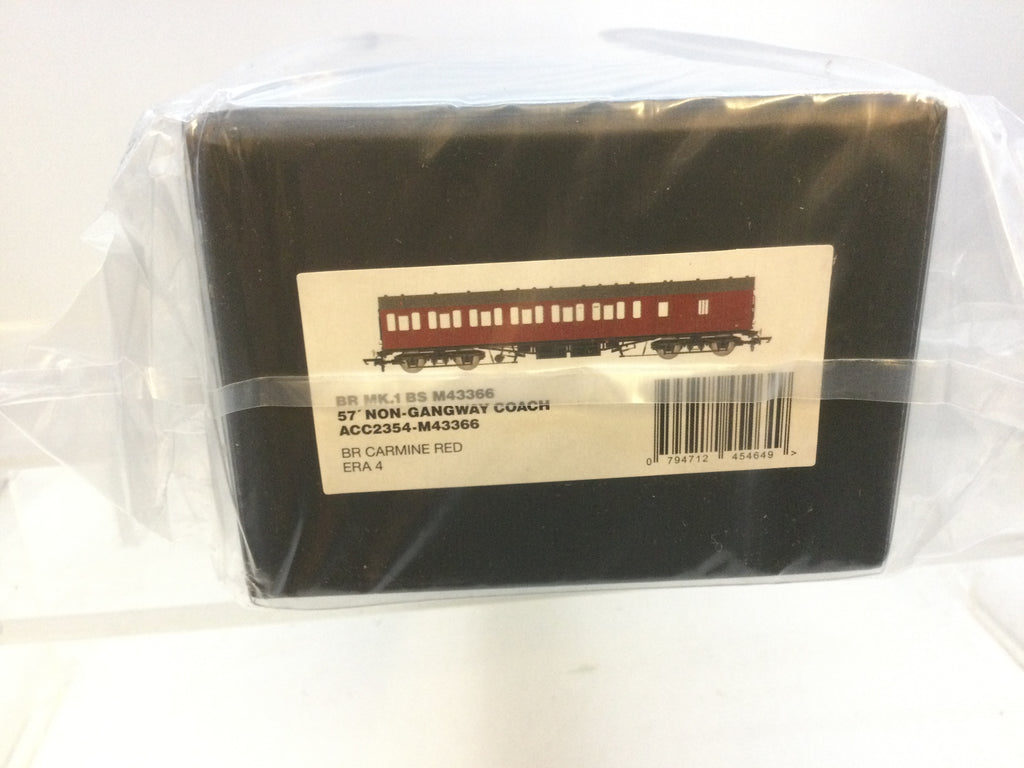 BR MK.1 BS M43366
57' NON-GANGWAY COACH
ACC2354-M43366
BR CARMINE RED
ERA 4
0 794712 454649 >